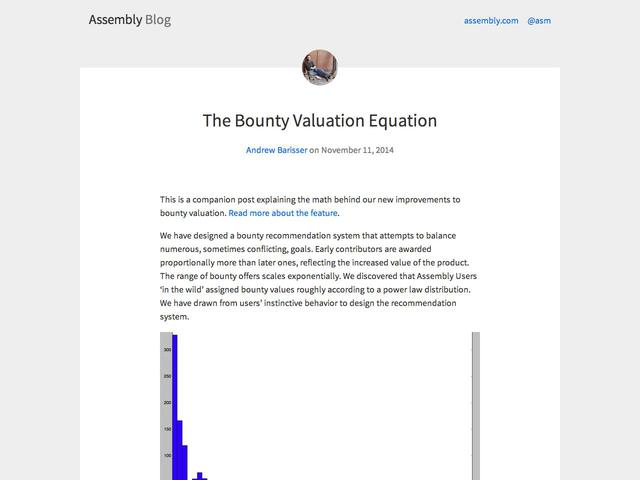 Assembly Blog
assembly.com @asm
The Bounty Valuation Equation
Andrew Barisser on November 11, 2014
This is a companion post explaining the math behind our new improvements to
bounty valuation. Read more about the feature.
We have designed a bounty recommendation system that attempts to balance
numerous, sometimes conflicting, goals. Early contributors are awarded
proportionally more than later ones, reflecting the increased value of the product.
The range of bounty offers scales exponentially. We discovered that Assembly Users
‘in the wild’ assigned bounty values roughly according to a power law distribution.
We have drawn from users’ instinctive behavior to design the recommendation
system.
300
250
200
150
100